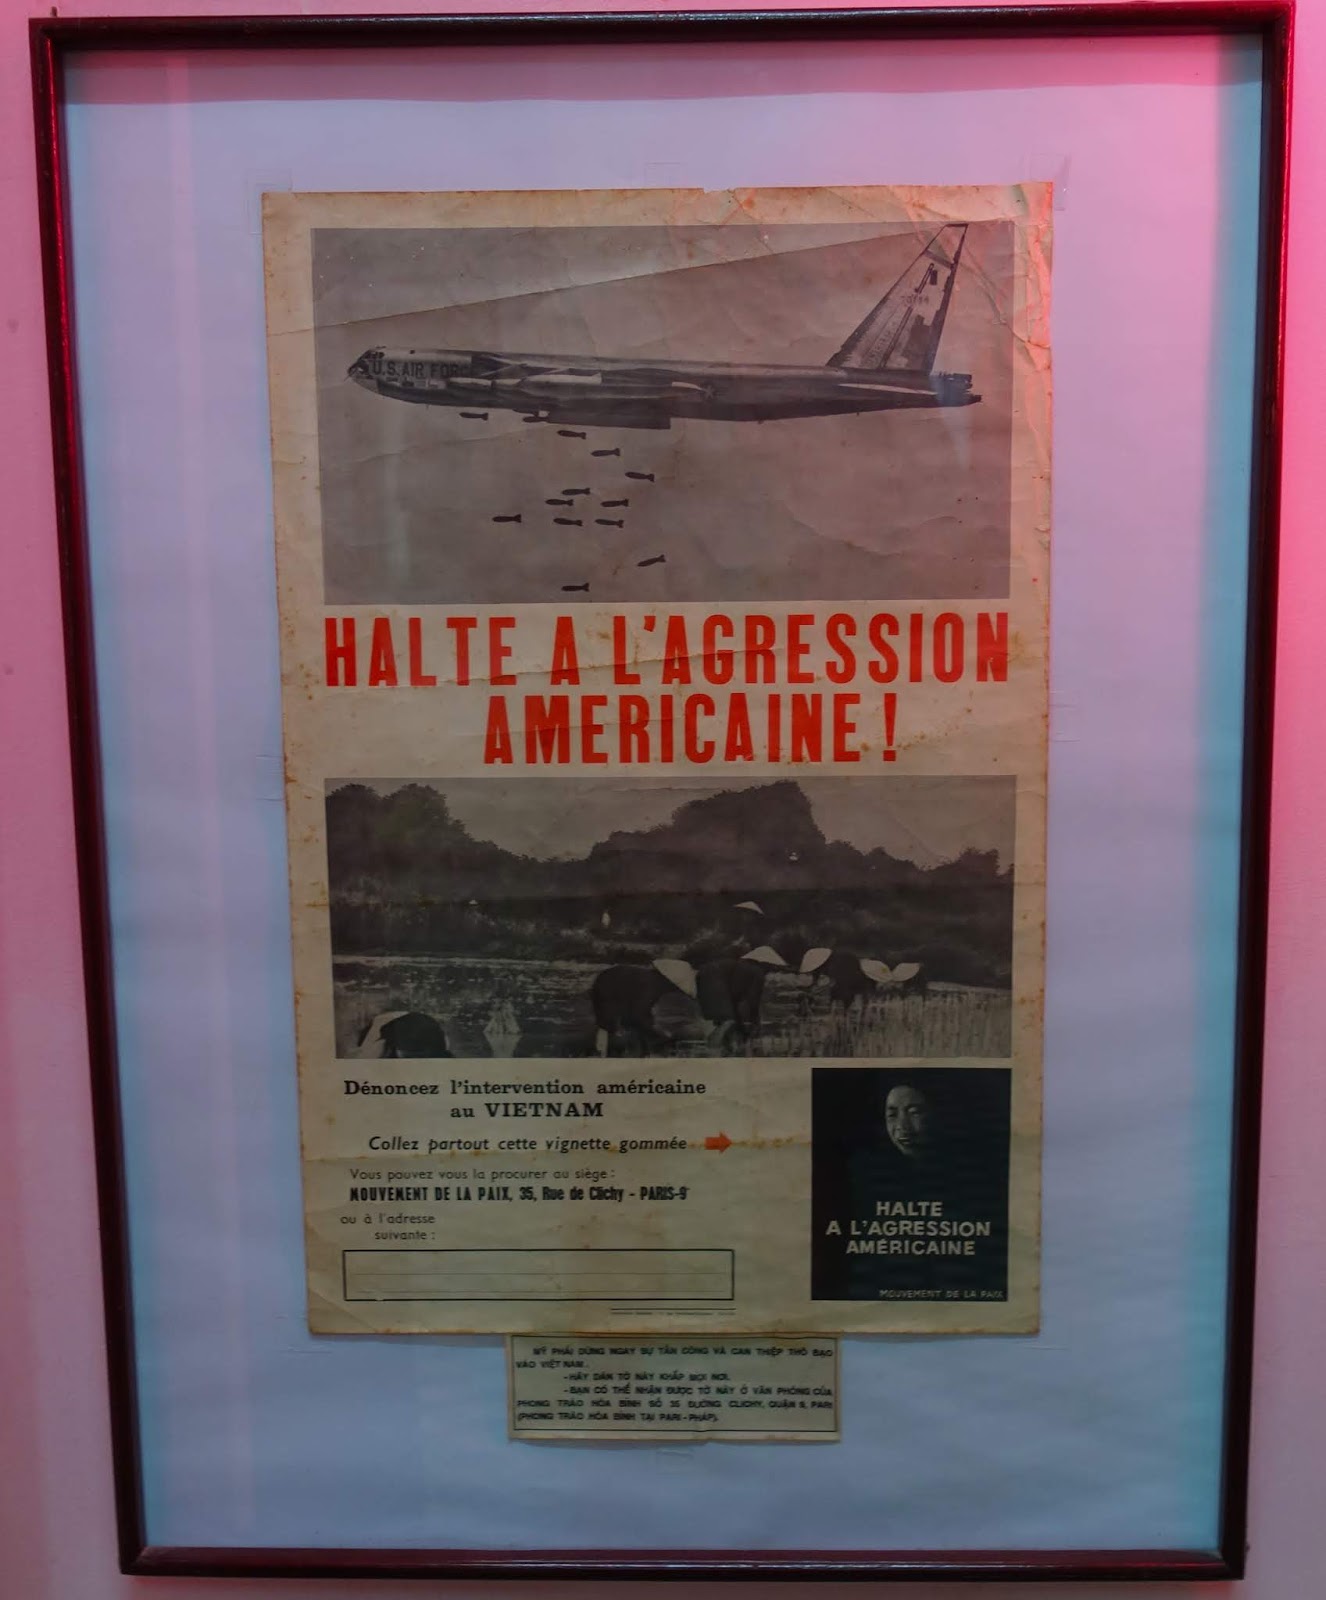 U.S. AIR FORCE
HALTE A L'AGRESSION
AMERICAINE !
Dénoncez l'intervention américaine
au VIETNAM
Collez partout cette vignette gommée
Vous pouvez vous la procurer au siège :
MOUVEMENT DE LA PAIX, 35, Rue de Clichy - PARIS-9e
ou à l'adresse
suivante :
HALTE
A L'AGRESSION
AMÉRICAINE
MOUVEMENT DE LA PAIX
MỸ PHẢI DỪNG NGAY SỰ TẤN CÔNG VÀ CAN THIỆP THÔ BẠO
VÀO VIỆT NAM.
-HÃY DÁN TỜ NÀY KHẮP MỌI NƠI.
-BẠN CÓ THỂ NHẬN ĐƯỢC TỜ NÀY Ở VĂN PHÒNG CỦA
PHONG TRÀO HÒA BÌNH SỐ 35 ĐƯỜNG CLICHY, QUẬN 9, PARI
(PHONG TRÀO HÒA BÌNH TẠI PARI - PHÁP).